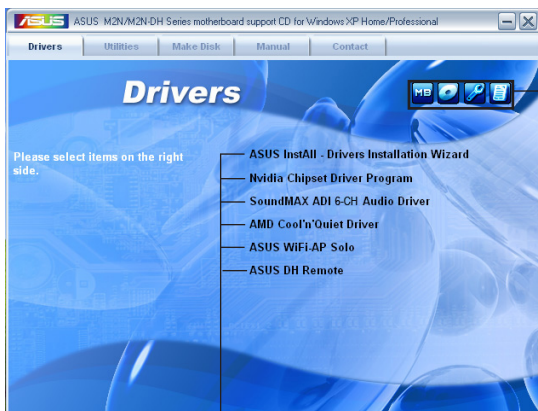 ASUS ASUS M2N/M2N-DH Series motherboard support CD for Windows XP Home/Professional
Drivers Utilities Make Disk Manual Contact
Drivers
MB
Please select items on the right
side.
ASUS InstAll - Drivers Installation Wizard
Nvidia Chipset Driver Program
SoundMAX ADI 6-CH Audio Driver
AMD Cool'n'Quiet Driver
ASUS WiFi-AP Solo
ASUS DH Remote